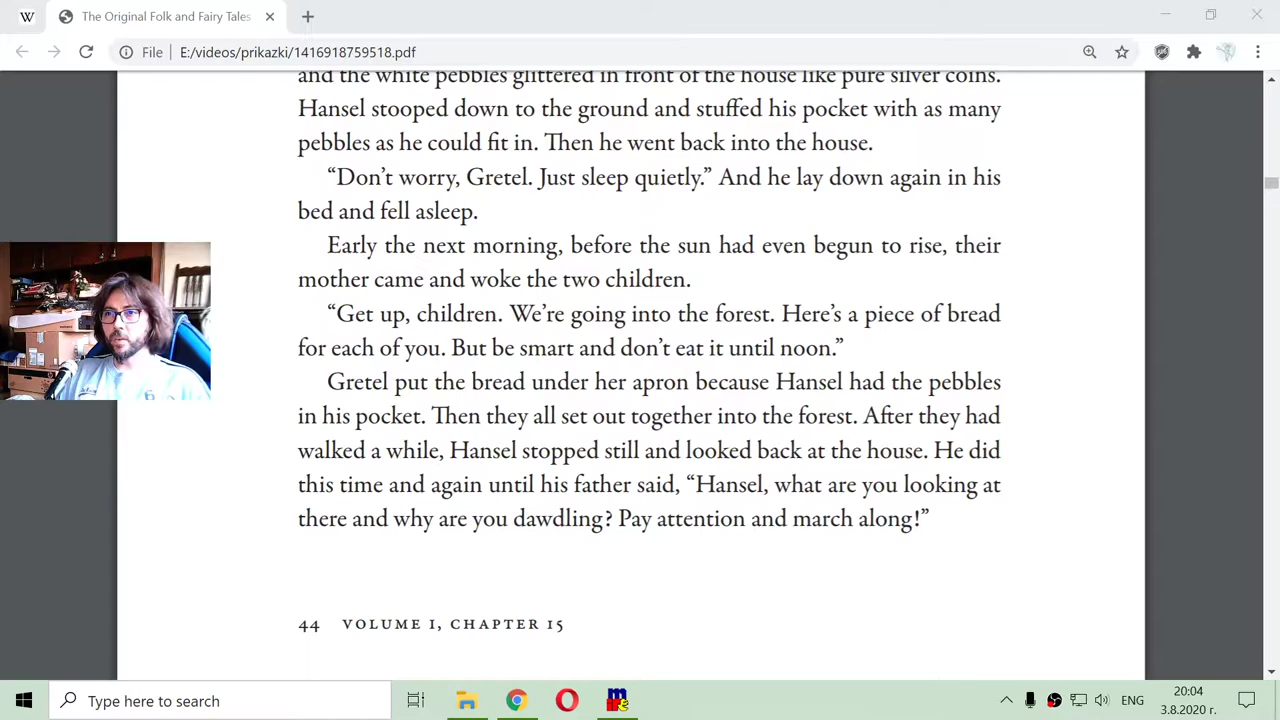 The Original Folk and Fairy Tales
File E:/videos/prikazki/1416918759518.pdf
and the white pebbles glittered in front of the house like pure silver coins.
Hansel stooped down to the ground and stuffed his pocket with as many
pebbles as he could fit in. Then he went back into the house.
“Don’t worry, Gretel. Just sleep quietly.” And he lay down again in his
bed and fell asleep.
Early the next morning, before the sun had even begun to rise, their
mother came and woke the two children.
“Get up, children. We’re going into the forest. Here’s a piece of bread
for each of you. But be smart and don’t eat it until noon.”
Gretel put the bread under her apron because Hansel had the pebbles
in his pocket. Then they all set out together into the forest. After they had
walked a while, Hansel stopped still and looked back at the house. He did
this time and again until his father said, “Hansel, what are you looking at
there and why are you dawdling? Pay attention and march along!”
44 VOLUME I, CHAPTER 15
Type here to search
ЕНГ
20:04
3.8.2020 г.